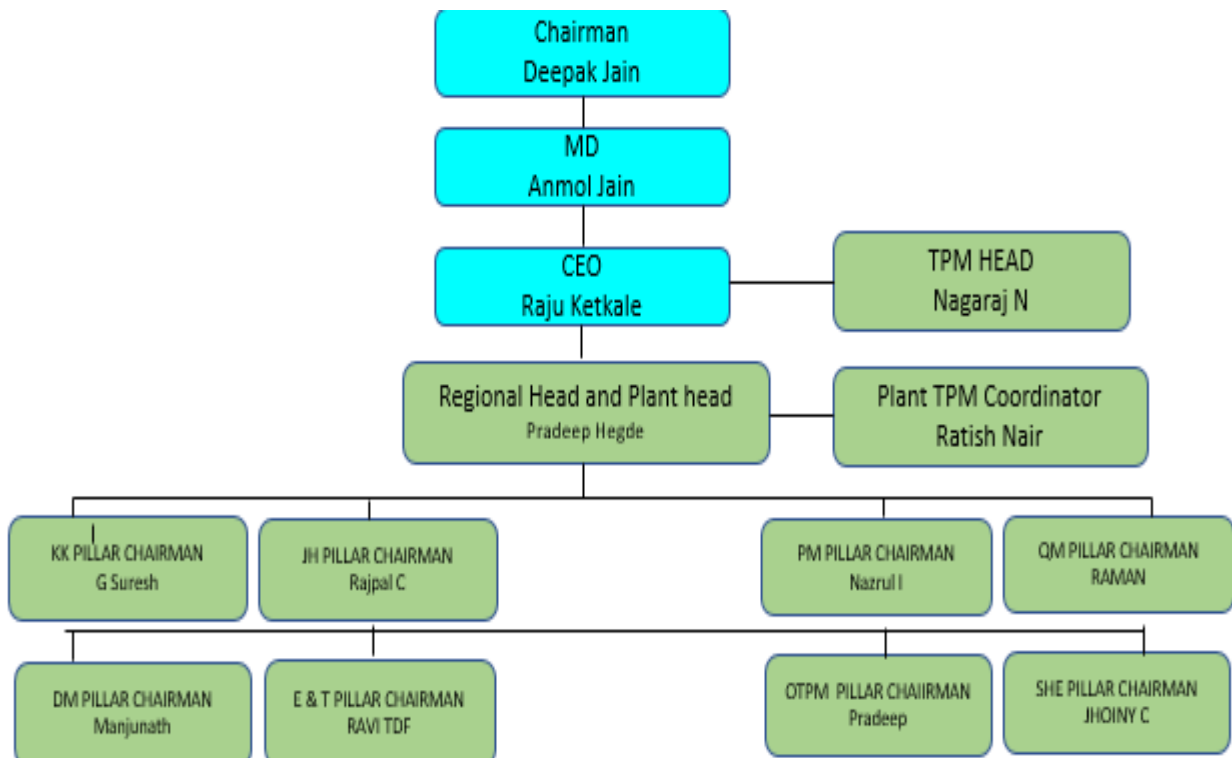 Chairman
Deepak Jain
MD
Anmol Jain
CEO
Raju Ketkale
TPM HEAD
Nagaraj N
Regional Head and Plant head
Pradeep Hegde
Plant TPM Coordinator
Ratish Nair
KK PILLAR CHAIRMAN
G Suresh
JH PILLAR CHAIRMAN
Rajpal C
PM PILLAR CHAIRMAN
Nazrul I
QM PILLAR CHAIRMAN
RAMAN
DM PILLAR CHAIRMAN
Manjunath
E & T PILLAR CHAIRMAN
RAVI TDF
OTPM PILLAR CHAIIRMAN
Pradeep
SHE PILLAR CHAIRMAN
JHOINY C